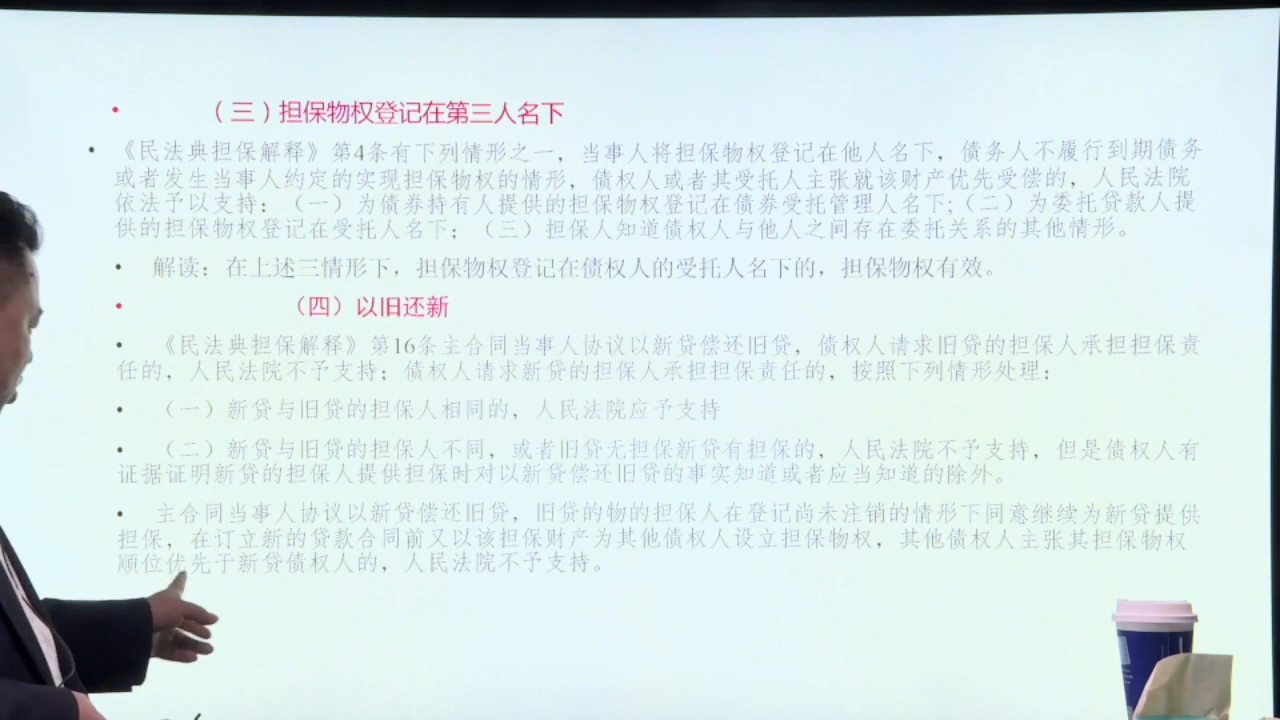 • （三）担保物权登记在第三人名下
• 《民法典担保解释》第4条有下列情形之一，当事人将担保物权登记在他人名下，债务人不履行到期债务
或者发生当事人约定的实现担保物权的情形，债权人或者其受托人主张就该财产优先受偿的，人民法院
依法予以支持：（一）为债券持有人提供的担保物权登记在债券受托管理人名下;（二）为委托贷款人提
供的担保物权登记在受托人名下；（三）担保人知道债权人与他人之间存在委托关系的其他情形。
• 解读：在上述三情形下，担保物权登记在债权人的受托人名下的，担保物权有效。
• （四）以旧还新
• 《民法典担保解释》第16条主合同当事人协议以新贷偿还旧贷，债权人请求旧贷的担保人承担担保责
任的，人民法院不予支持；债权人请求新贷的担保人承担担保责任的，按照下列情形处理：
• （一）新贷与旧贷的担保人相同的，人民法院应予支持
• （二）新贷与旧贷的担保人不同，或者旧贷无担保新贷有担保的，人民法院不予支持，但是债权人有
证据证明新贷的担保人提供担保时对以新贷偿还旧贷的事实知道或者应当知道的除外。
• 主合同当事人协议以新贷偿还旧贷，旧贷的物的担保人在登记尚未注销的情形下同意继续为新贷提供
担保，在订立新的贷款合同前又以该担保财产为其他债权人设立担保物权，其他债权人主张其担保物权
顺位优先于新贷债权人的，人民法院不予支持。